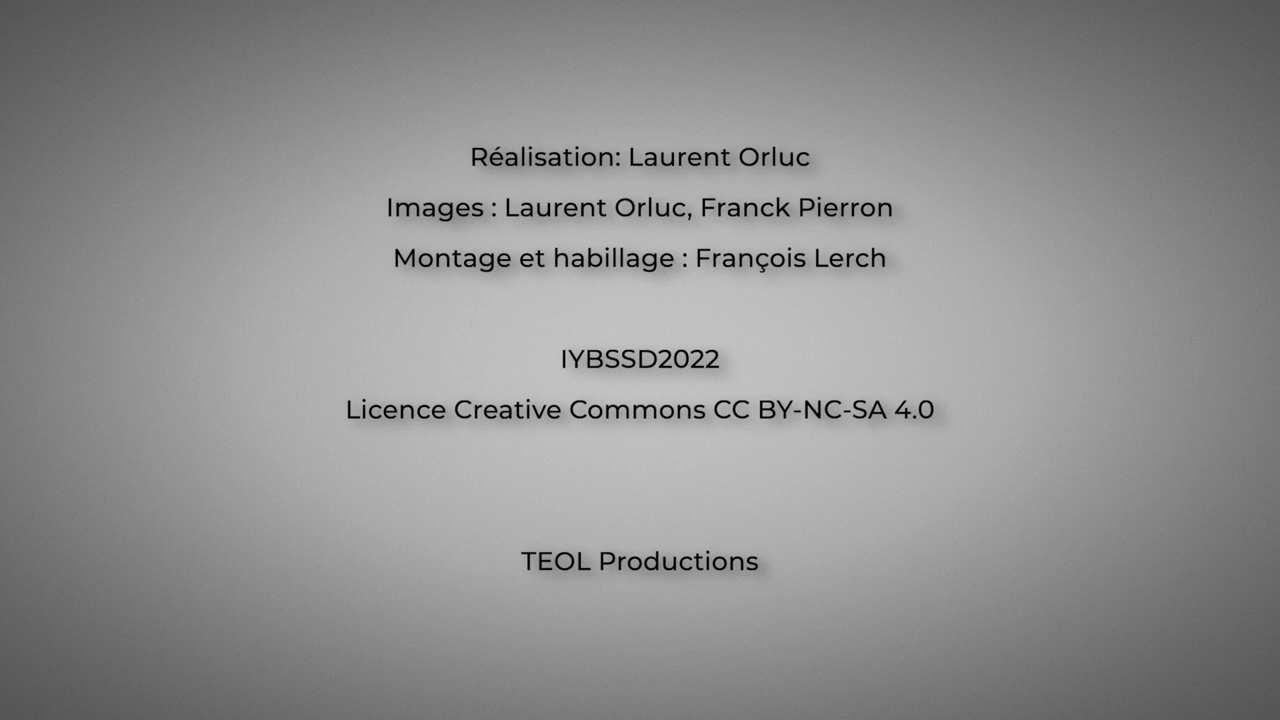 Réalisation: Laurent Orluc
Images : Laurent Orluc, Franck Pierron
Montage et habillage : François Lerch
IYBSSD2022
Licence Creative Commons CC BY-NC-SA 4.0
TEOL Productions